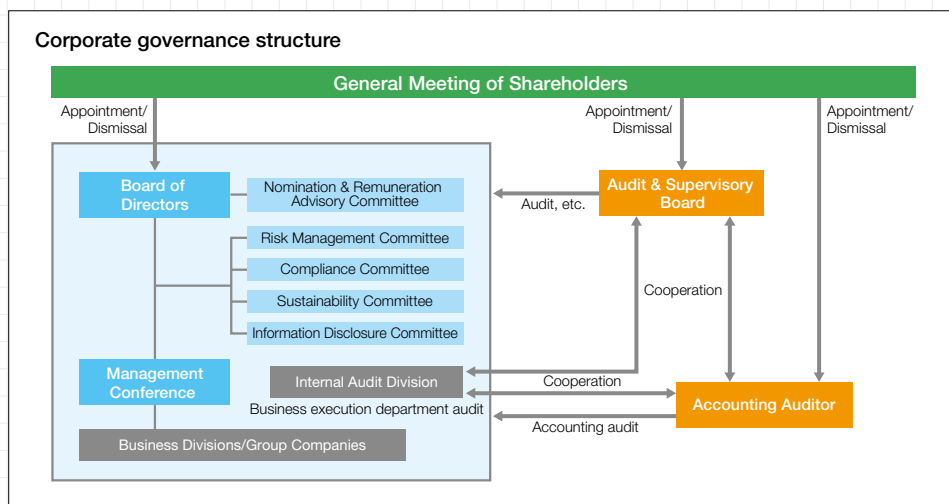 Corporate governance structure
General Meeting of Shareholders
Appointment/
Dismissal
Appointment/
Dismissal
Appointment/
Dismissal
Board of
Directors
Nomination & Remuneration
Advisory Committee
Audit, etc.
Audit & Supervisory
Board
Risk Management Committee
Compliance Committee
Sustainability Committee
Information Disclosure Committee
Cooperation
Management
Conference
Internal Audit Division
Business execution department audit
Cooperation
Accounting audit
Accounting Auditor
Business Divisions/Group Companies